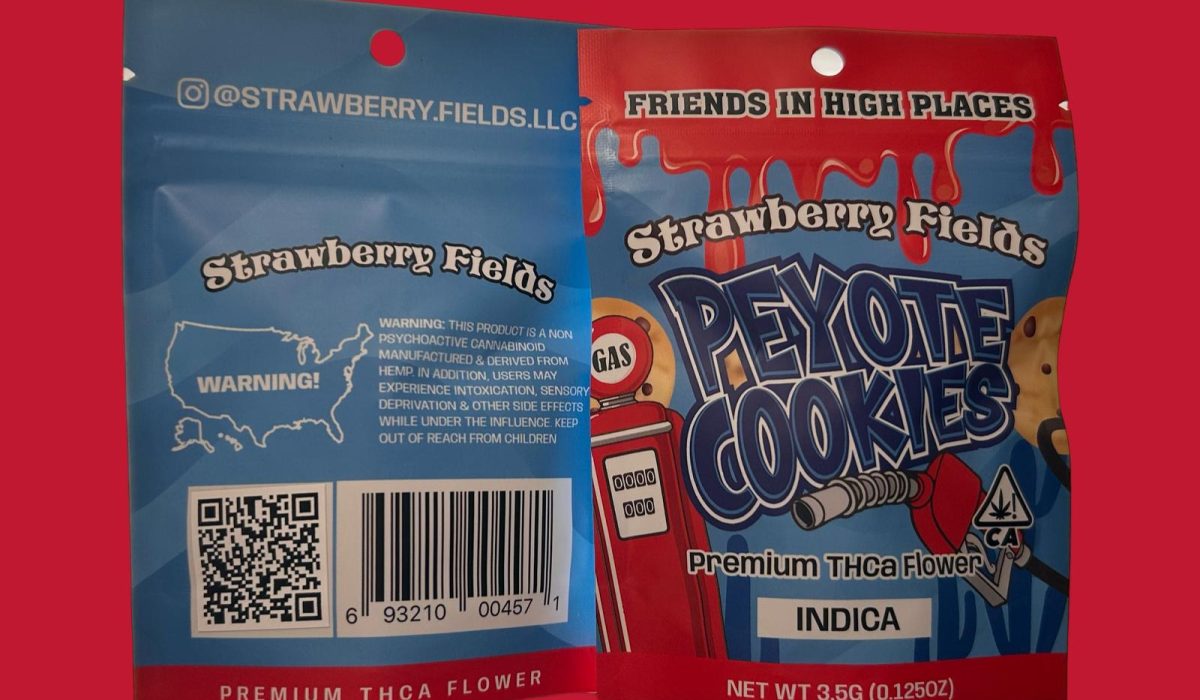 @STRAWBERRY.FIELDS.LLC
Strawberry Fields
WARNING!
WARNING: THIS PRODUCT IS A NON
PSYCHOACTIVE CANNABINOID
MANUFACTURED & DERIVED FROM
HEMP. IN ADDITION, USERS MAY
EXPERIENCE INTOXICATION, SENSORY
DEPRIVATION & OTHER SIDE EFFECTS
WHILE UNDER THE INFLUENCE. KEEP
OUT OF REACH FROM CHILDREN
6 93210 00457 1
PREMIUM THCA FLOWER
FRIENDS IN HIGH PLACES
Strawberry Fields
PEYOTE
COOKIES
GAS
0000
000
!
CA
Premium THCa Flower
INDICA
NET WT 3.5G (0.125OZ)